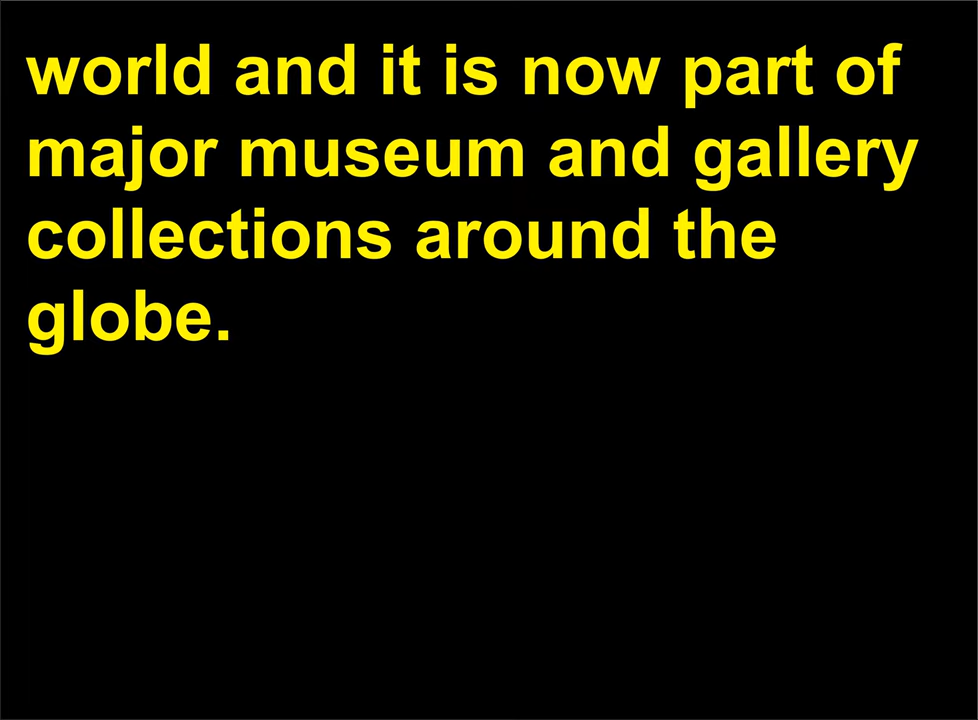 world and it is now part of
major museum and gallery
collections around the
globe.